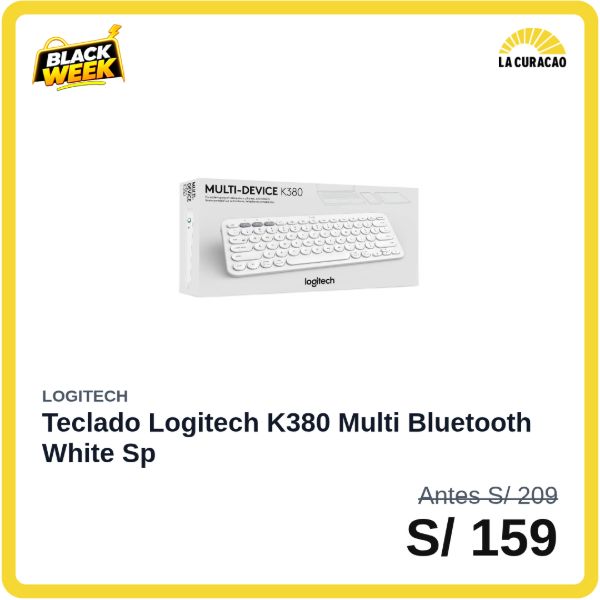 BLACK
WEEK
LA CURACAO
MULTI-DEVICE K380
logitech
LOGITECH
Teclado Logitech K380 Multi Bluetooth
White Sp
Antes S/ 209
S/ 159